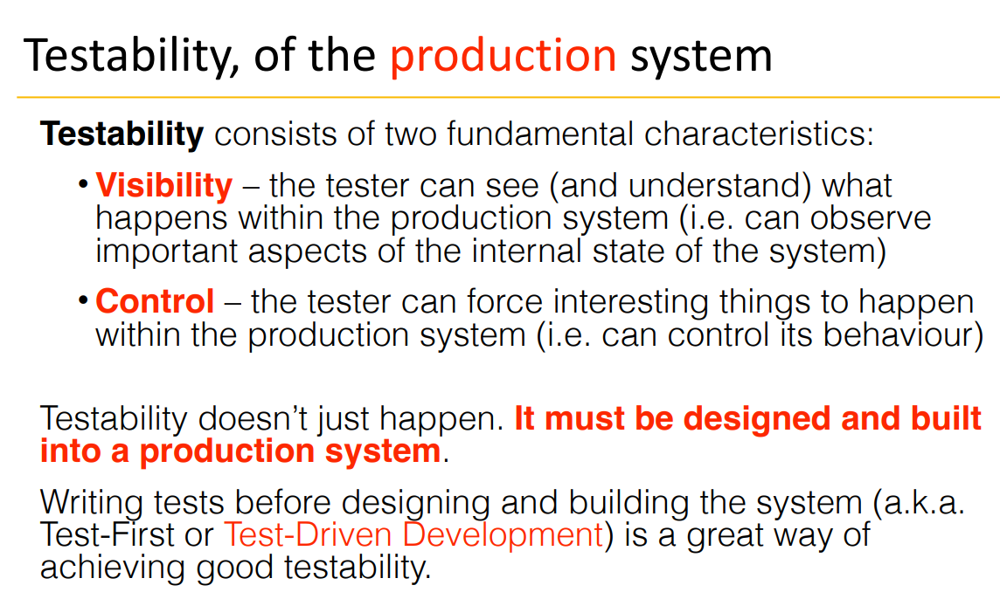 Testability, of the production system
Testability consists of two fundamental characteristics:
• Visibility – the tester can see (and understand) what
happens within the production system (i.e. can observe
important aspects of the internal state of the system)
• Control – the tester can force interesting things to happen
within the production system (i.e. can control its behaviour)
Testability doesn’t just happen. It must be designed and built
into a production system.
Writing tests before designing and building the system (a.k.a.
Test-First or Test-Driven Development) is a great way of
achieving good testability.